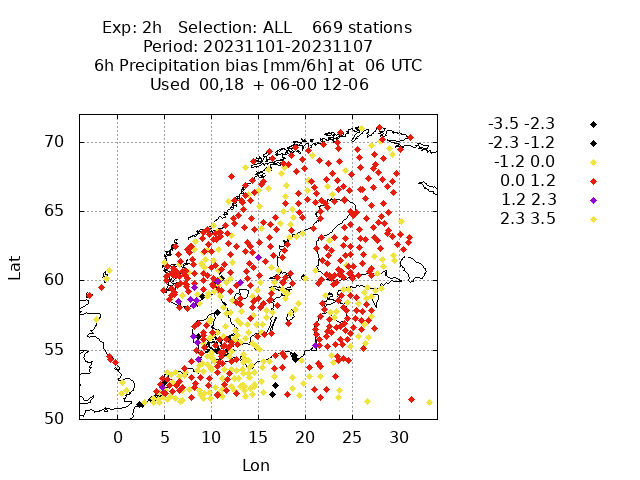 Exp: 2h   Selection: ALL    669 stations
Period: 20231101-20231107
6h Precipitation bias [mm/6h] at  06 UTC
Used  00,18  + 06-00 12-06
-3.5 -2.3
-2.3 -1.2
-1.2 0.0
0.0 1.2
1.2 2.3
2.3 3.5
70
65
60
55
50
Lat
0 5 10 15 20 25 30
Lon